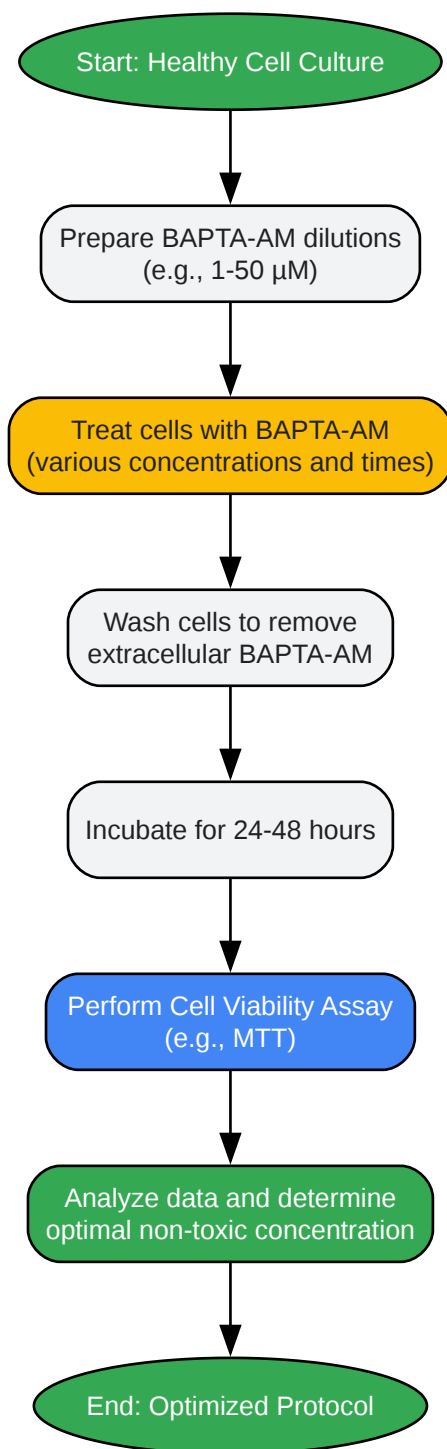 Start: Healthy Cell Culture
Prepare BAPTA-AM dilutions
(e.g., 1-50 µM)
Treat cells with BAPTA-AM
(various concentrations and times)
Wash cells to remove
extracellular BAPTA-AM
Incubate for 24-48 hours
Perform Cell Viability Assay
(e.g., MTT)
Analyze data and determine
optimal non-toxic concentration
End: Optimized Protocol